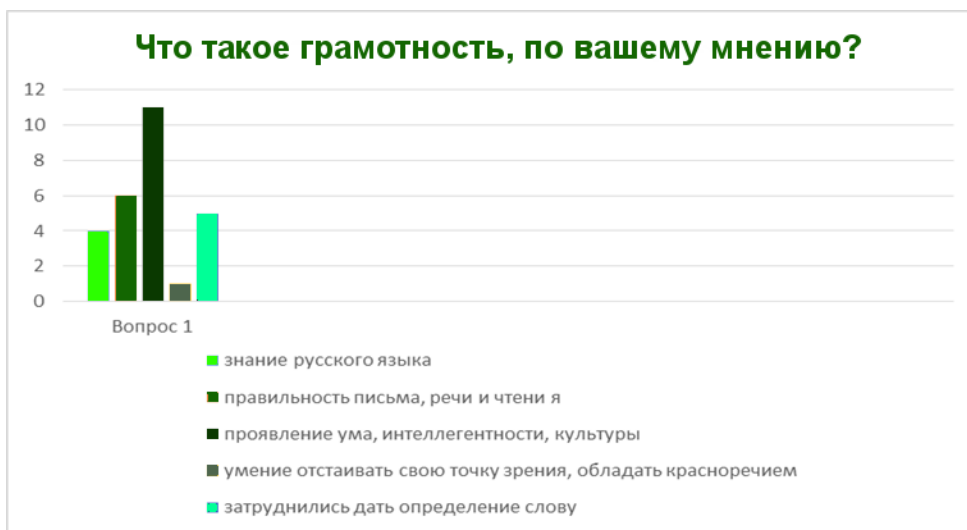 Что такое грамотность, по вашему мнению?
12
10
8
6
4
2
0
Вопрос 1
знание русского языка
правильность письма, речи и чтени я
проявление ума, интеллегентности, культуры
умение отстаивать свою точку зрения, обладать красноречием
затруднились дать определение слову